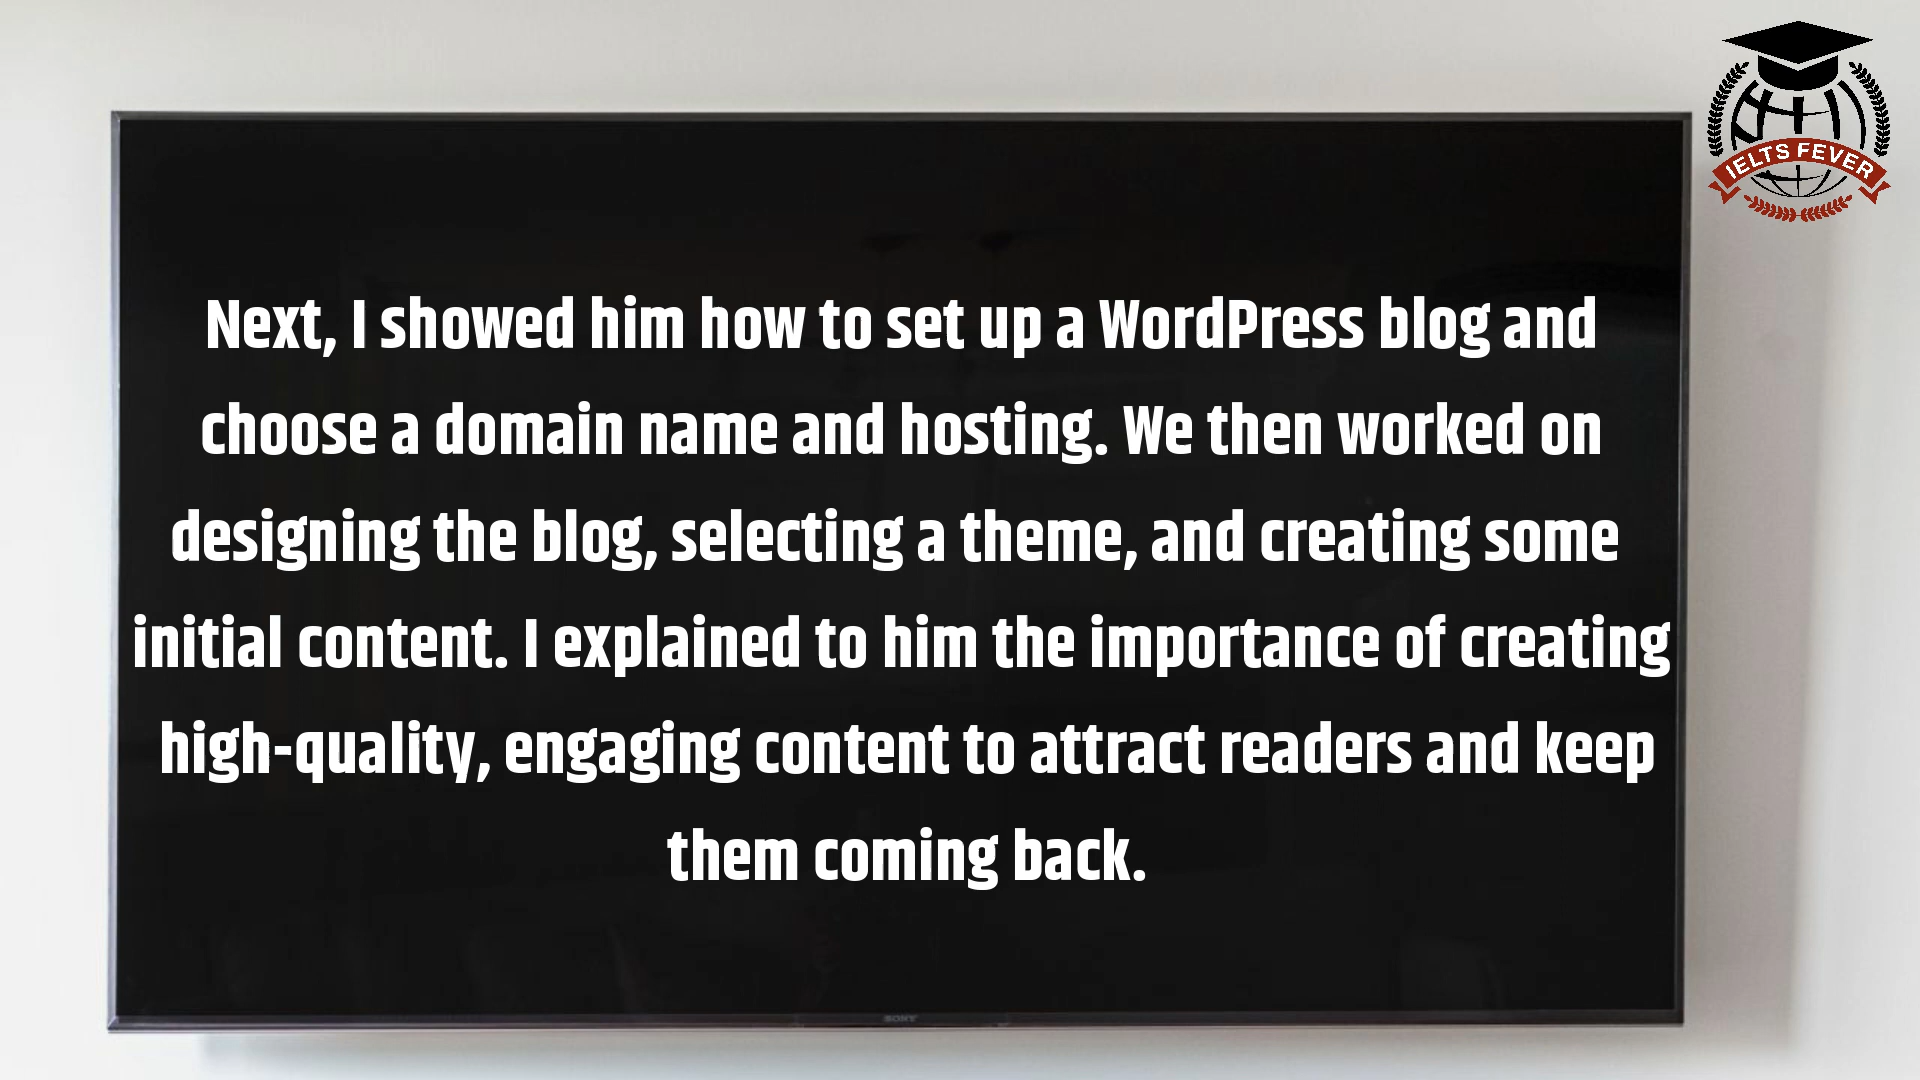 IELTS FEVER
Next, I showed him how to set up a WordPress blog and
choose a domain name and hosting. We then worked on
designing the blog, selecting a theme, and creating some
initial content. I explained to him the importance of creating
high-quality, engaging content to attract readers and keep
them coming back.
SONY